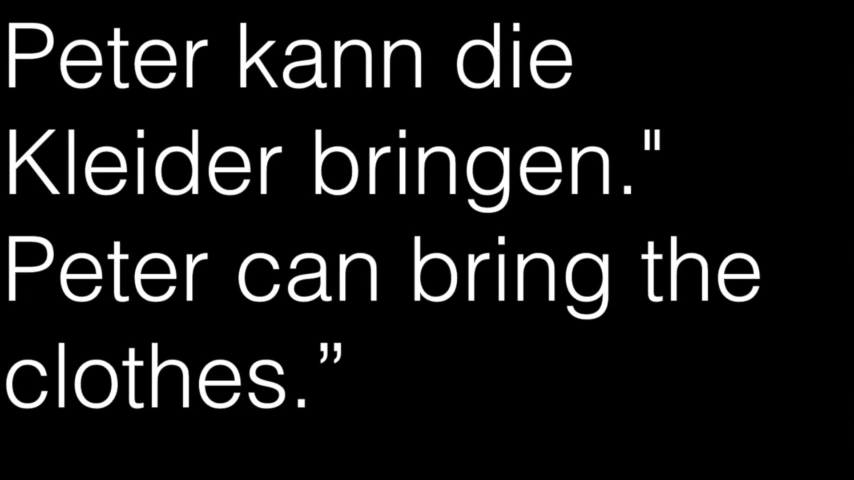 Peter kann die
Kleider bringen."
Peter can bring the
clothes.”